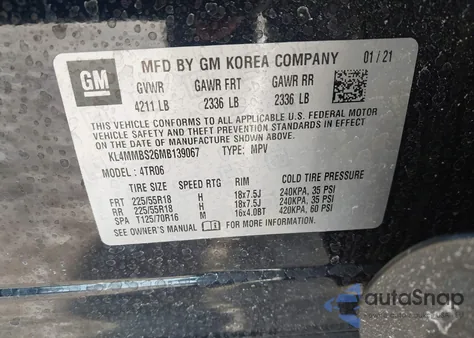 GM
MFD BY GM KOREA COMPANY 01/21
GVWR GAWR FRT GAWR RR
4211 LB 2336 LB 2336 LB
THIS VEHICLE CONFORMS TO ALL APPLICABLE U.S. FEDERAL MOTOR
VEHICLE SAFETY AND THEFT PREVENTION STANDARDS IN EFFECT ON THE
DATE OF MANUFACTURE SHOWN ABOVE.
KL4MMBS26MB139067 TYPE: MPV
MODEL: 4TR06
TIRE SIZE SPEED RTG RIM COLD TIRE PRESSURE
FRT 225/55R18 H 18x7.5J 240KPA, 35 PSI
RR 225/55R18 H 18x7.5J 240KPA, 35 PSI
SPA T125/70R16 M 16x4.0BT 420KPA, 60 PSI
SEE OWNER'S MANUAL FOR MORE INFORMATION.
autoSnap